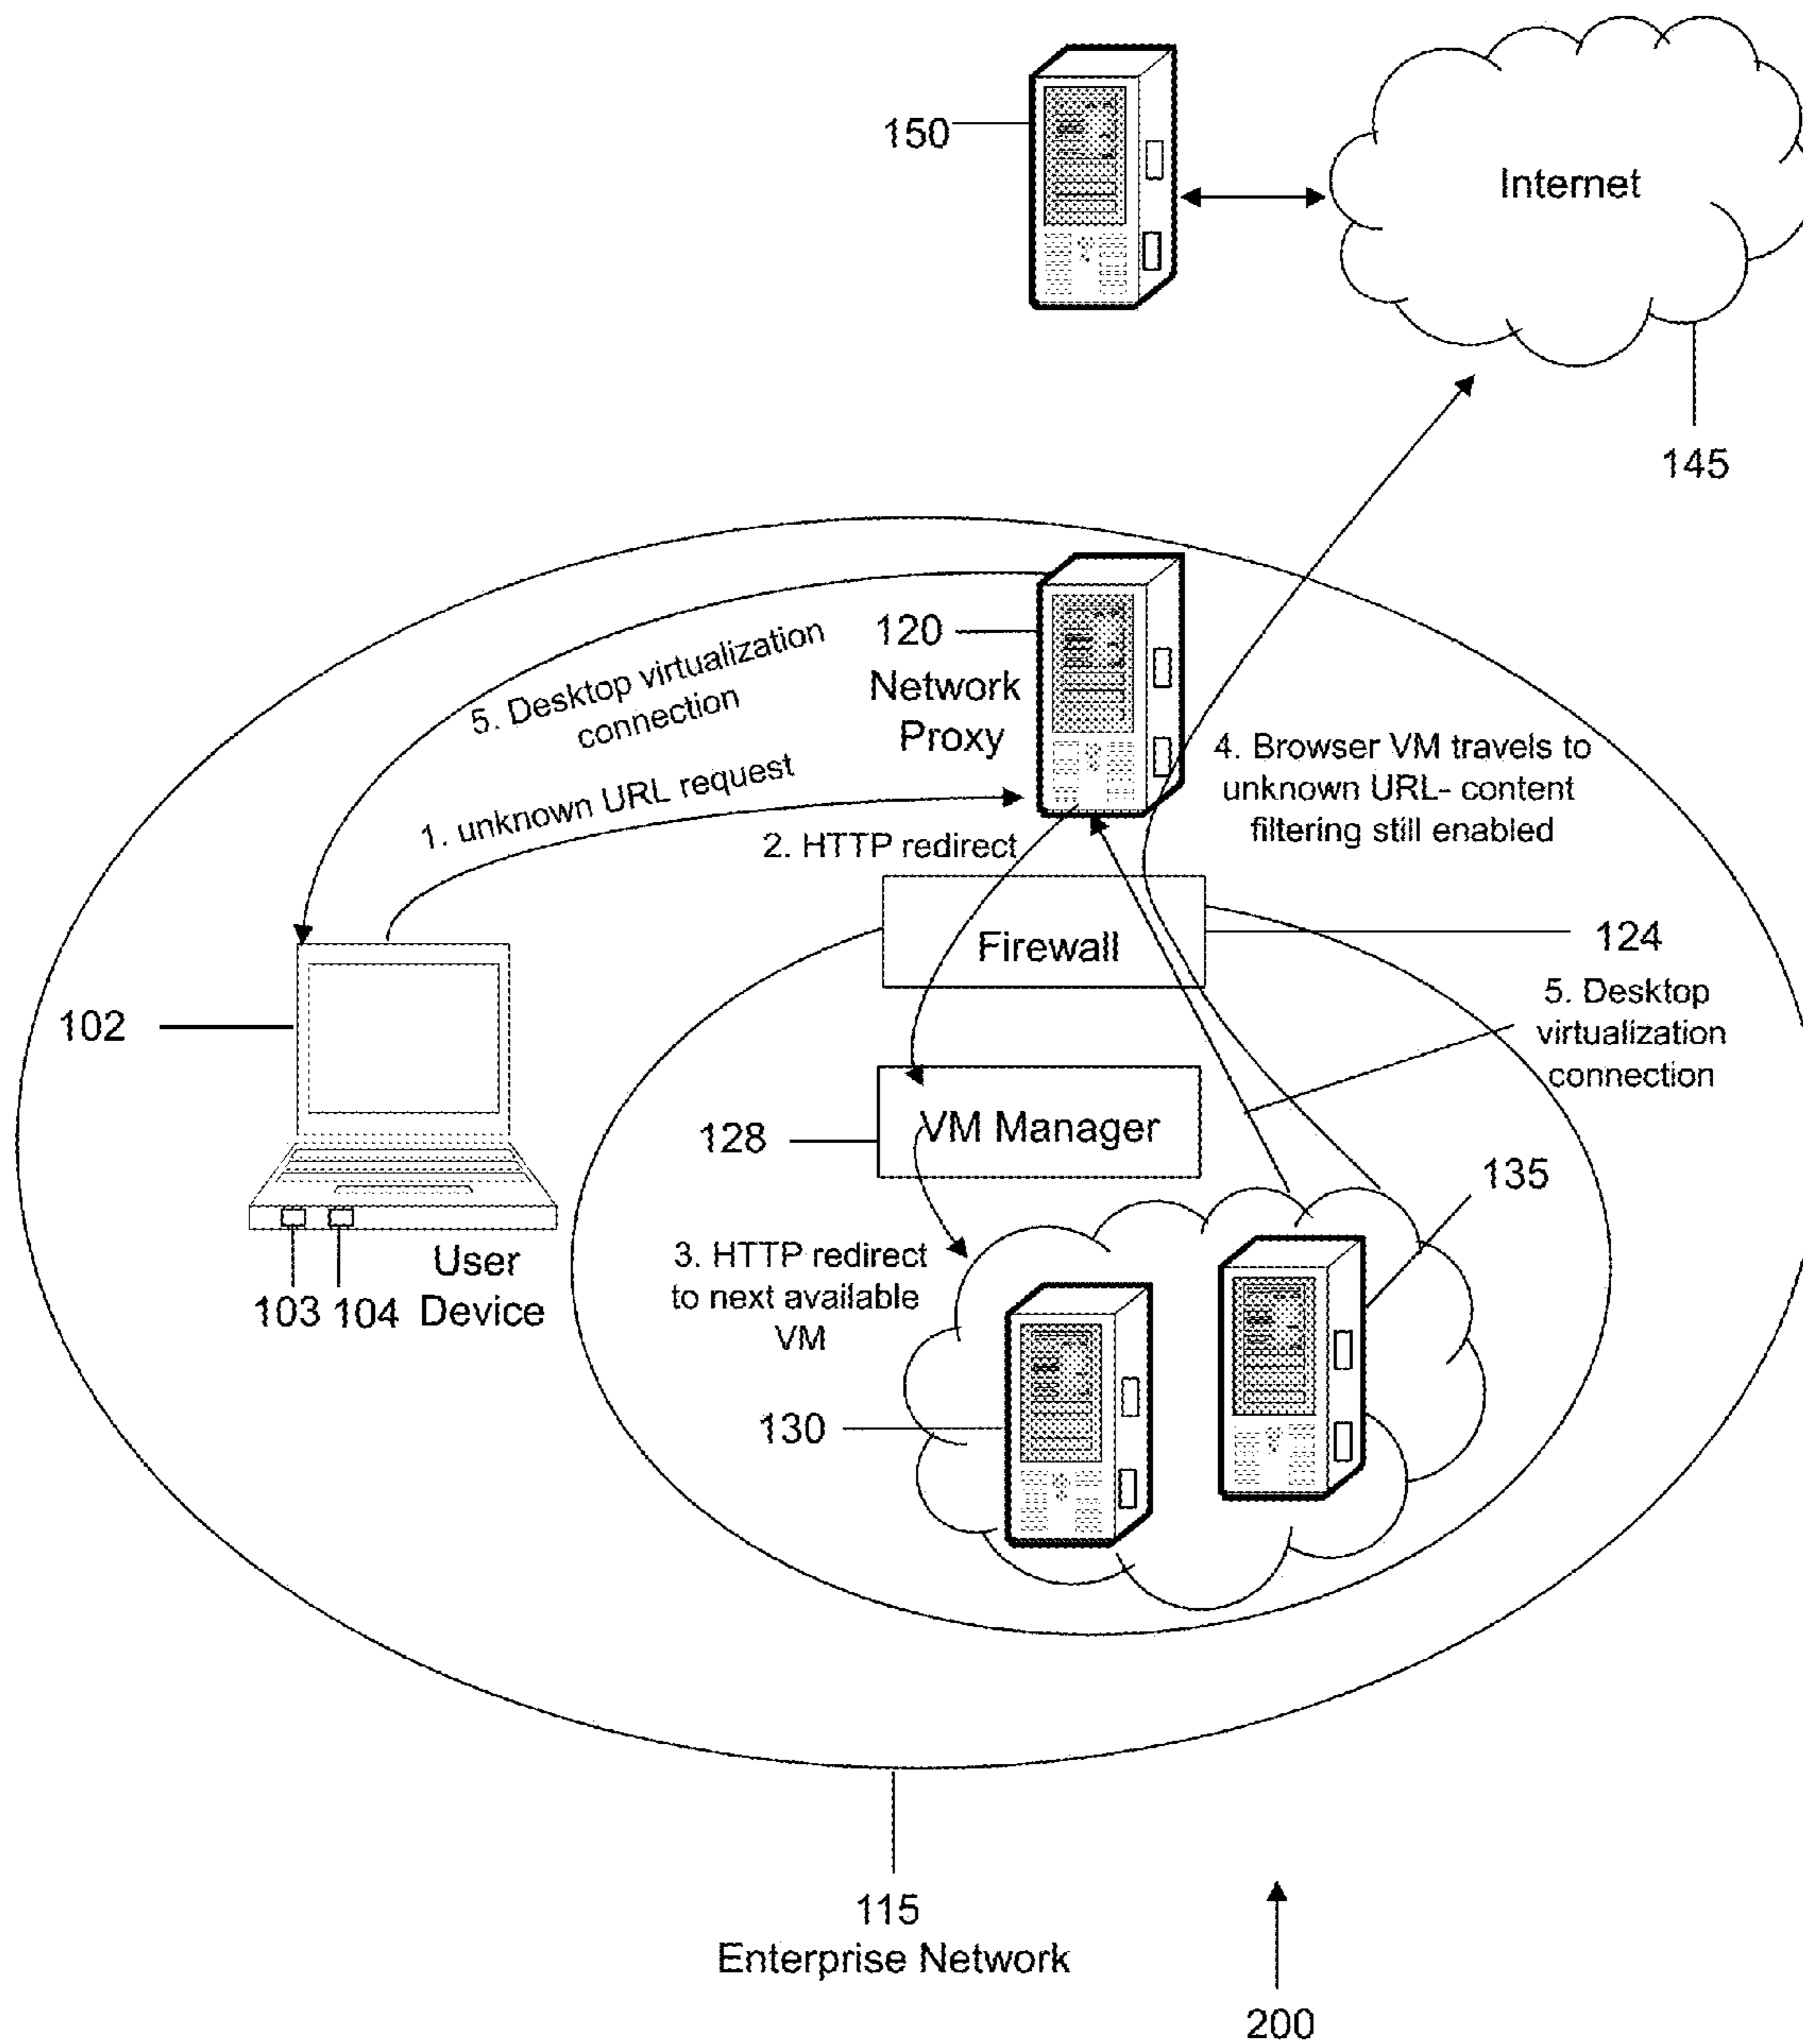 150
Internet
145
120
Network
Proxy
5. Desktop virtualization
connection
1. unknown URL request
2. HTTP redirect
4. Browser VM travels to
unknown URL- content
filtering still enabled
Firewall
124
5. Desktop
virtualization
connection
102
128
VM Manager
135
103
104
User
Device
3. HTTP redirect
to next available
VM
130
115
Enterprise Network
200